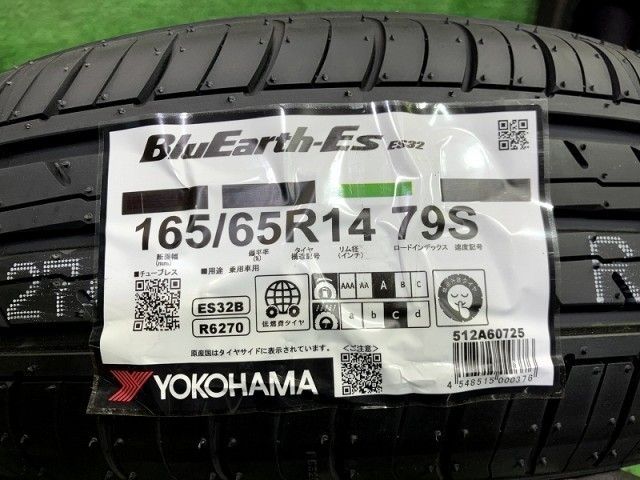 BluEarth-Es ES32
165/65R14 79S
断面幅(mm) 偏平率(%) タイヤ構造記号 リム径(インチ) ロードインデックス 速度記号
■チューブレス ■用途 乗用車用
ES32B
R6270
低燃費タイヤ
AAA AA A B C
a b c d
512A60725
原産国はタイヤサイドに表示されています。
<ご注意>
YOKOHAMA
4 548515 000376
R